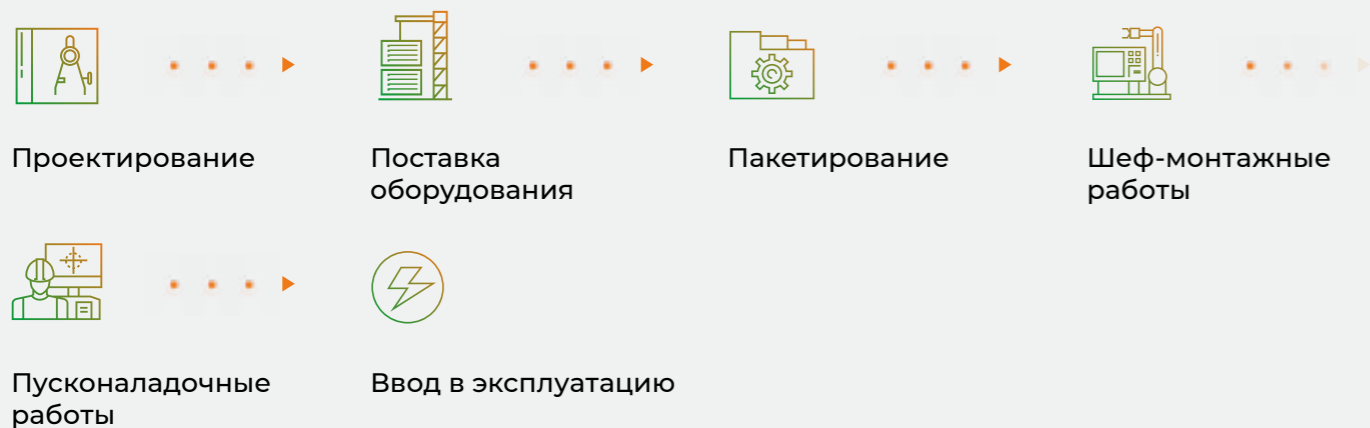 Проектирование
Поставка
оборудования
Пакетирование
Шеф-монтажные
работы
Пусконаладочные
работы
Ввод в эксплуатацию